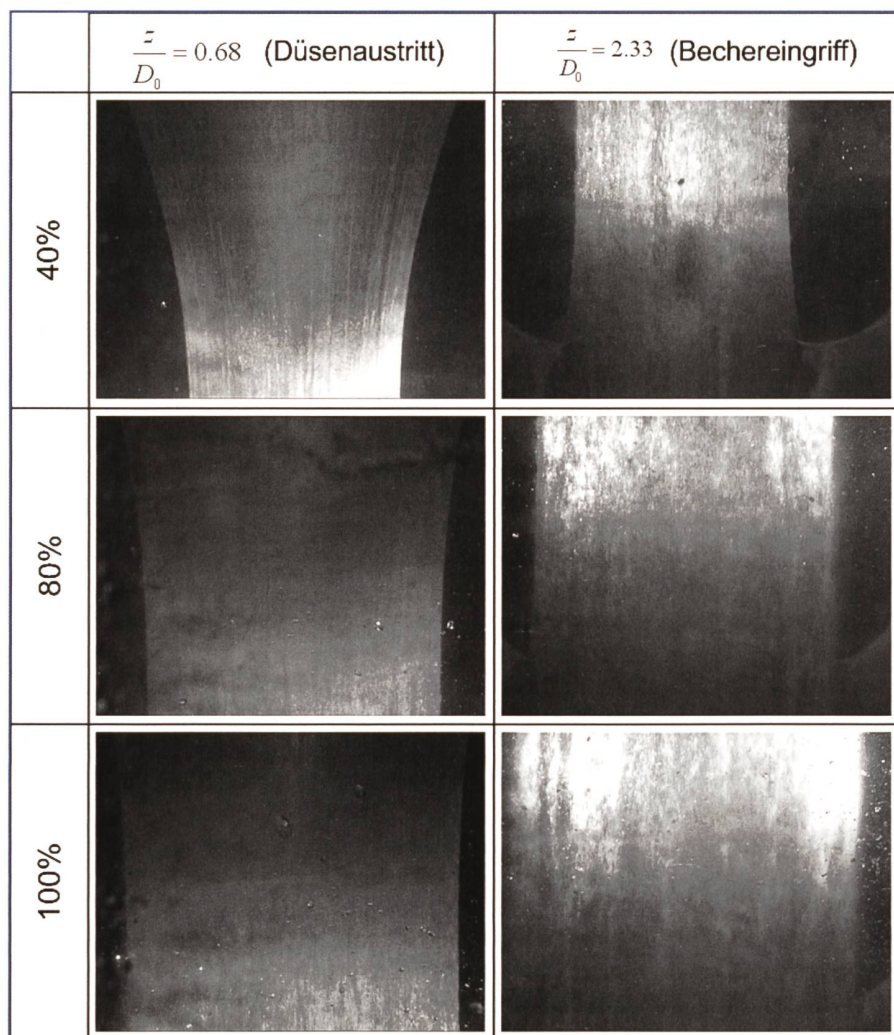 z/D₀ = 0.68 (Düsenaustritt)
z/D₀ = 2.33 (Bechereingriff)
40%
80%
100%